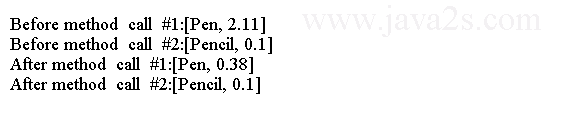 www.java2s.com
Before method call #1:[Pen, 2.11]
Before method call #2:[Pencil, 0.1]
After method call #1:[Pen, 0.38]
After method call #2:[Pencil, 0.1]